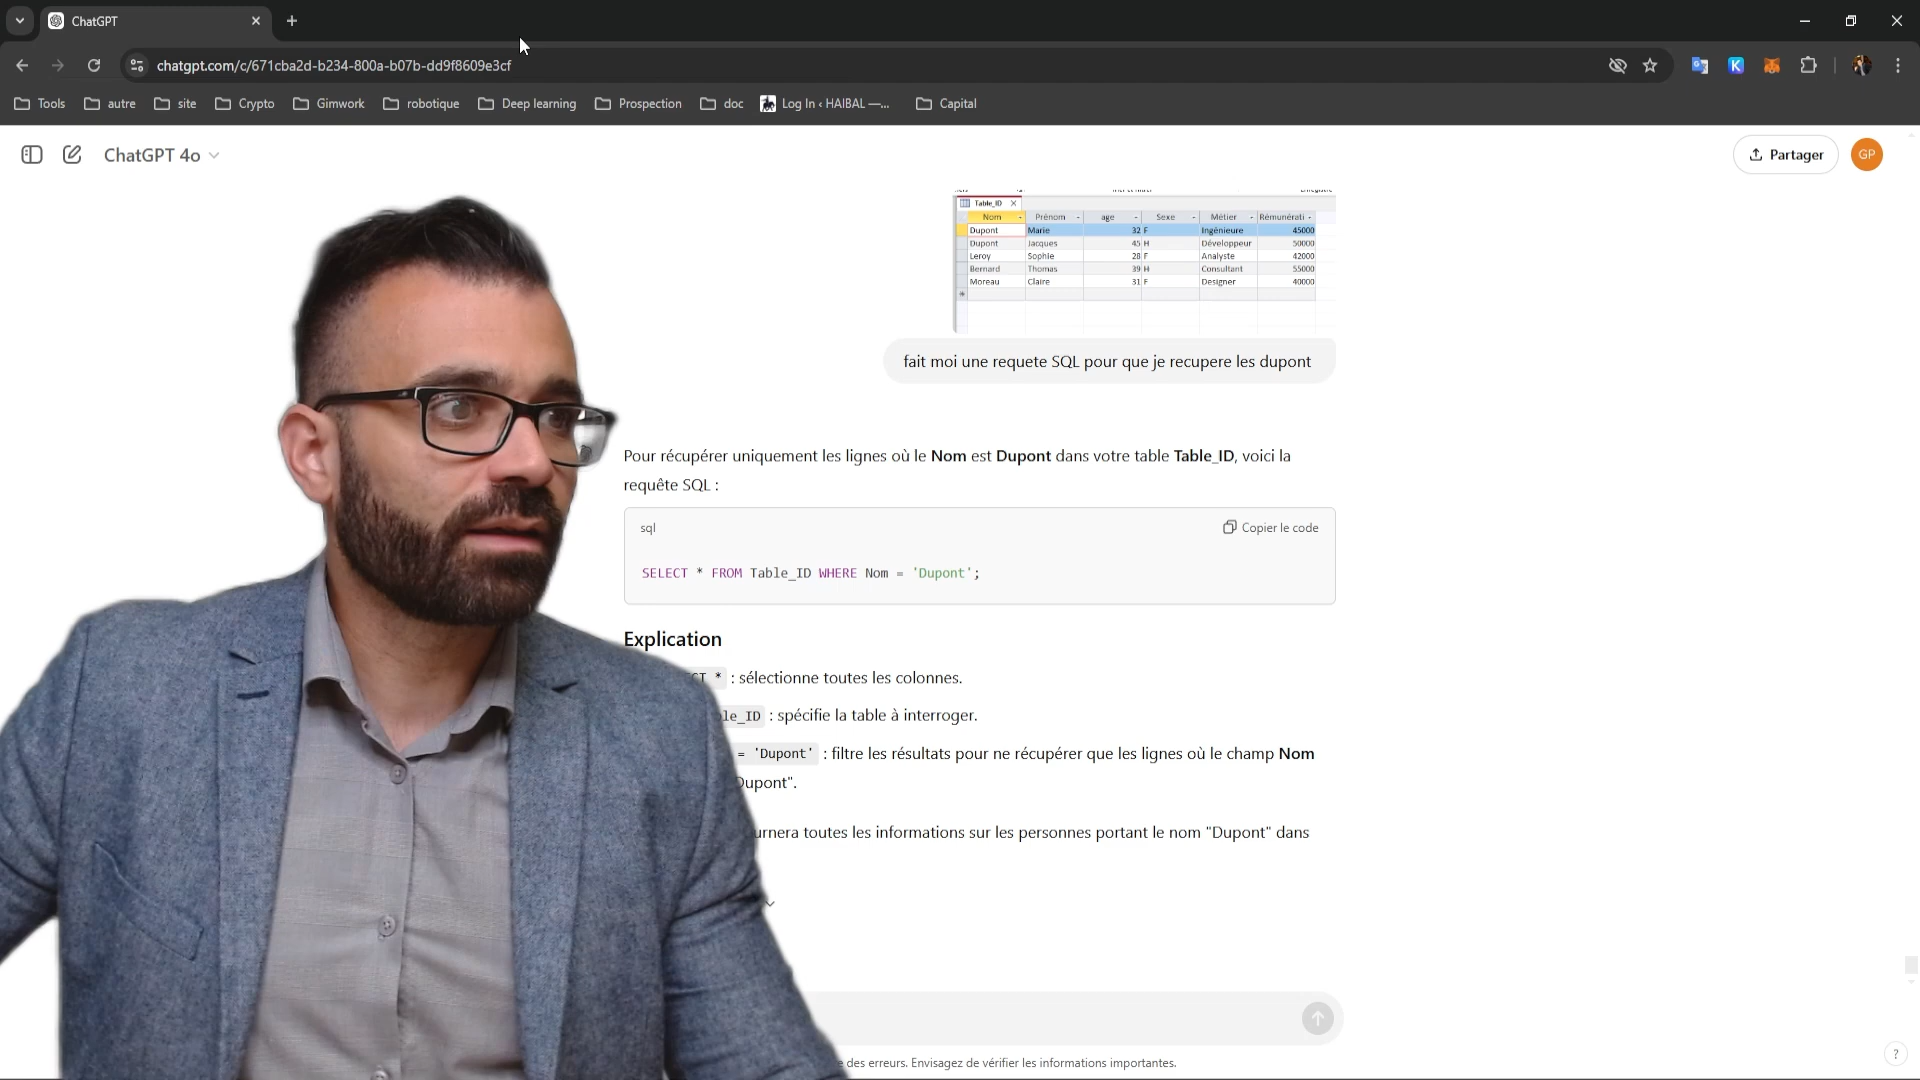 ChatGPT
chatgpt.com/c/671cba2d-b234-800a-b07b-dd9f8609e3cf
Tools autre site Crypto Gimwork robotique Deep learning Prospection doc Log In ‹ HAIBAL —... Capital
ChatGPT 4o
Partager GP
Table_ID
Nom Prénom age Sexe Métier Rémunérati
Dupont Marie 32 F Ingénieure 45000
Dupont Jacques 45 H Développeur 50000
Leroy Sophie 28 F Analyste 42000
Bernard Thomas 39 H Consultant 55000
Moreau Claire 31 F Designer 40000
fait moi une requete SQL pour que je recupere les dupont
Pour récupérer uniquement les lignes où le Nom est Dupont dans votre table Table_ID, voici la
requête SQL :
sql Copier le code
SELECT * FROM Table_ID WHERE Nom = 'Dupont';
Explication
* : sélectionne toutes les colonnes.
: spécifie la table à interroger.
= 'Dupont' : filtre les résultats pour ne récupérer que les lignes où le champ Nom
Dupont".
toutes les informations sur les personnes portant le nom "Dupont" dans
des erreurs. Envisagez de vérifier les informations importantes.
?